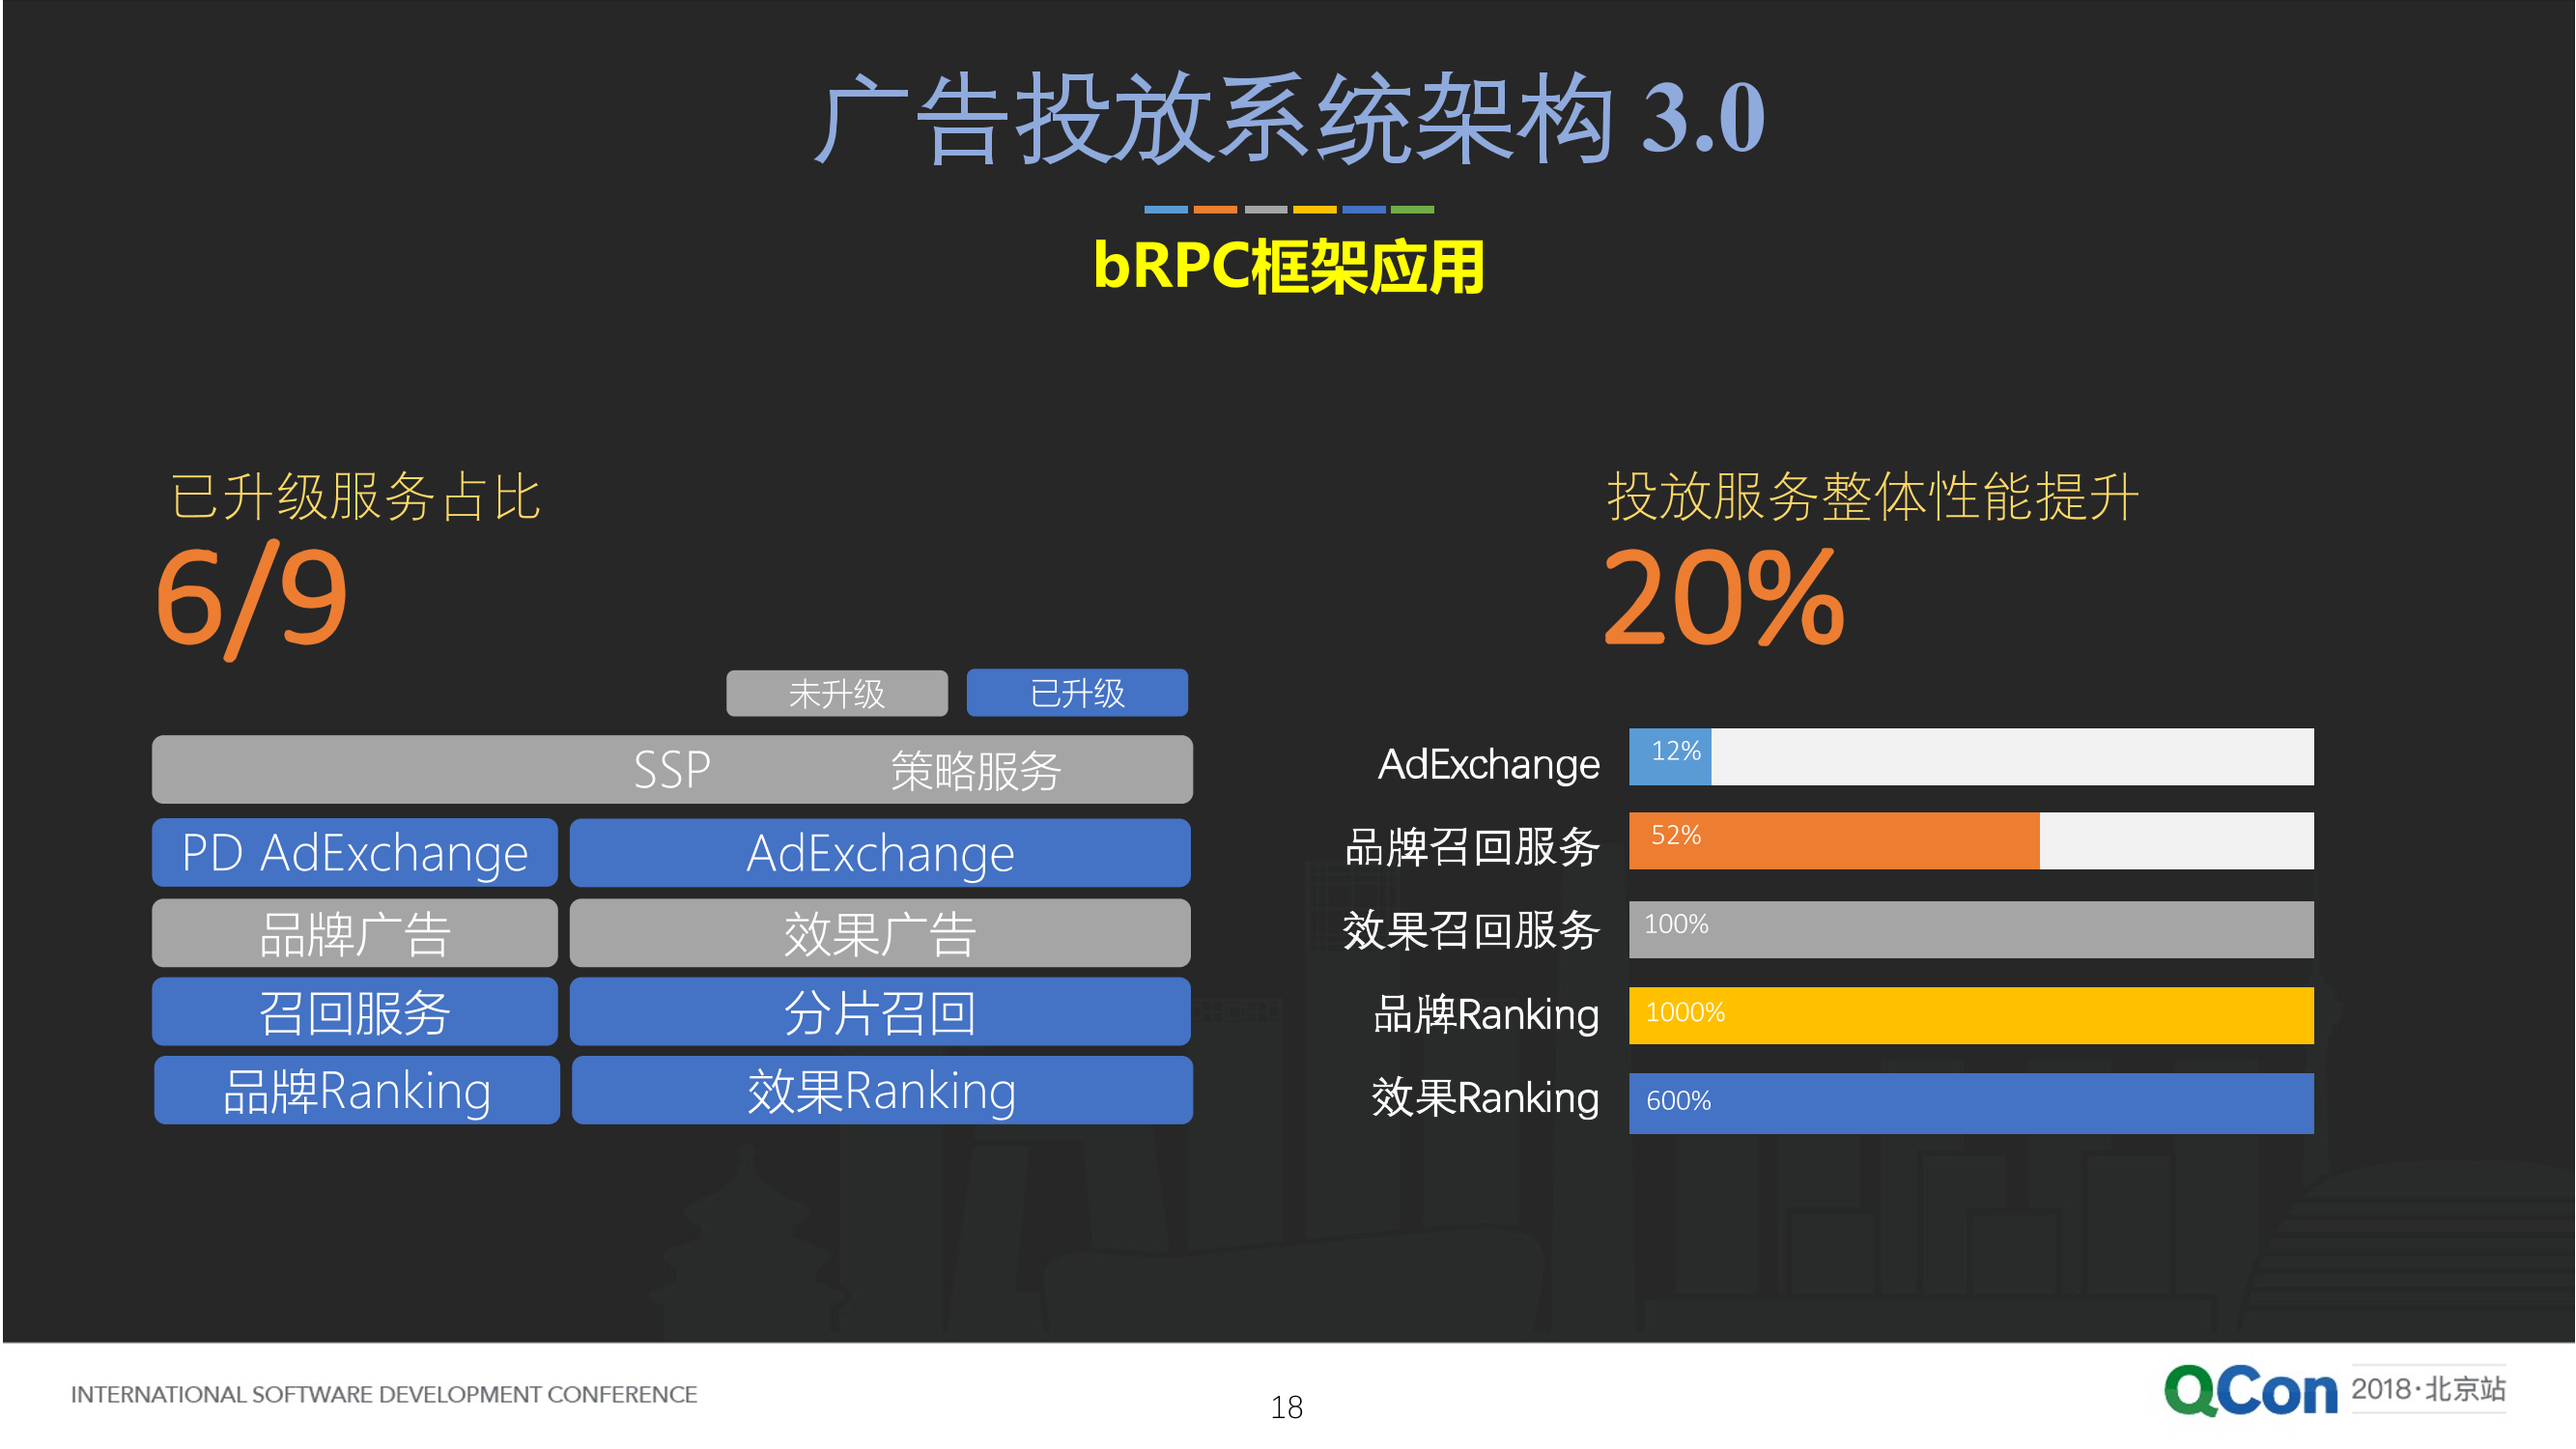 广告投放系统架构 3.0
bRPC框架应用
已升级服务占比
6/9
未升级 已升级
SSP 策略服务
PD AdExchange AdExchange
品牌广告 效果广告
召回服务 分片召回
品牌Ranking 效果Ranking
投放服务整体性能提升
20%
AdExchange 12%
品牌召回服务 52%
效果召回服务 100%
品牌Ranking 1000%
效果Ranking 600%
INTERNATIONAL SOFTWARE DEVELOPMENT CONFERENCE
18
QCon 2018·北京站